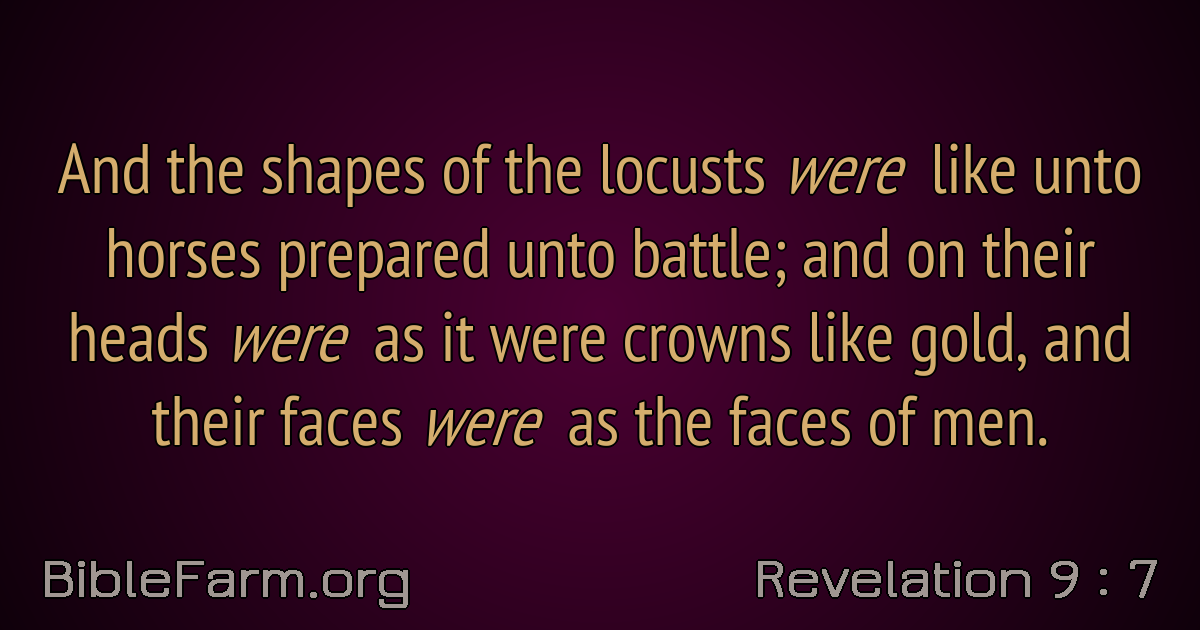 And the shapes of the locusts were like unto
horses prepared unto battle; and on their
heads were as it were crowns like gold, and
their faces were as the faces of men.
BibleFarm.org
Revelation 9 : 7